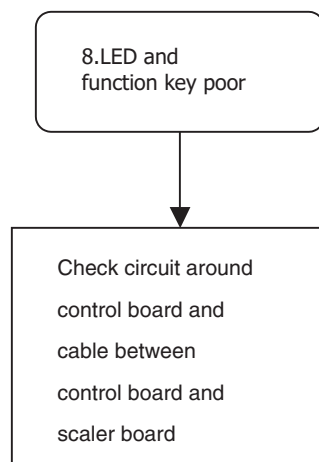 8.LED and
function key poor
Check circuit around
control board and
cable between
control board and
scaler board